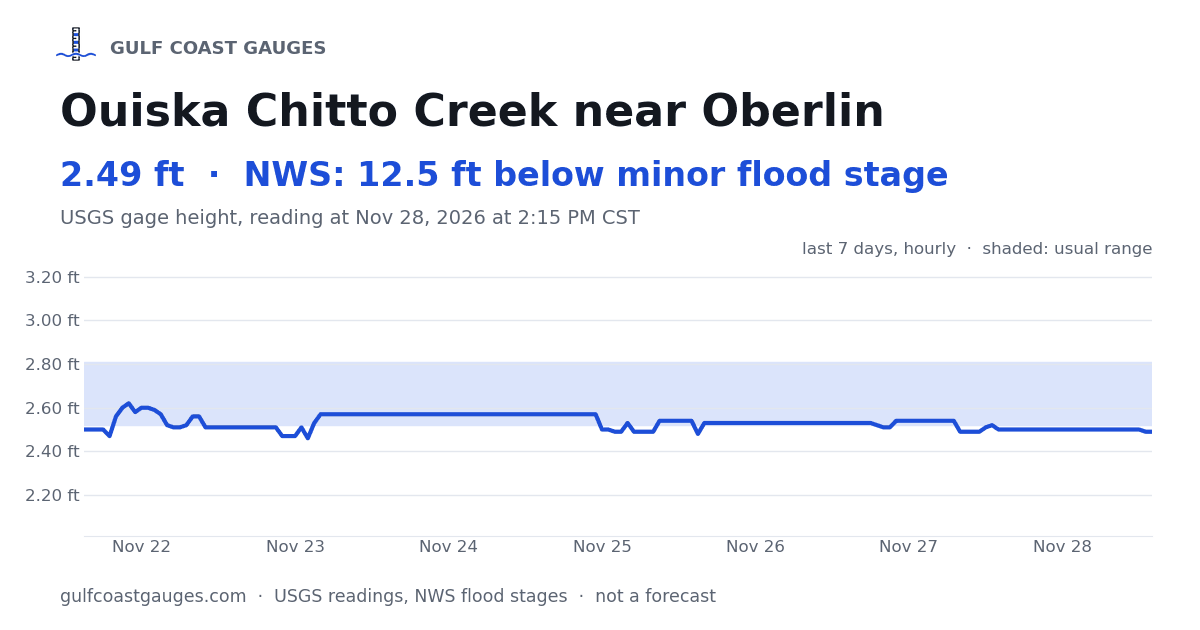 GULF COAST GAUGES
Ouiska Chitto Creek near Oberlin
2.49 ft · NWS: 12.5 ft below minor flood stage
USGS gage height, reading at Nov 28, 2026 at 2:15 PM CST
last 7 days, hourly · shaded: usual range
3.20 ft
3.00 ft
2.80 ft
2.60 ft
2.40 ft
2.20 ft
Nov 22 Nov 23 Nov 24 Nov 25 Nov 26 Nov 27 Nov 28
gulfcoastgauges.com · USGS readings, NWS flood stages · not a forecast